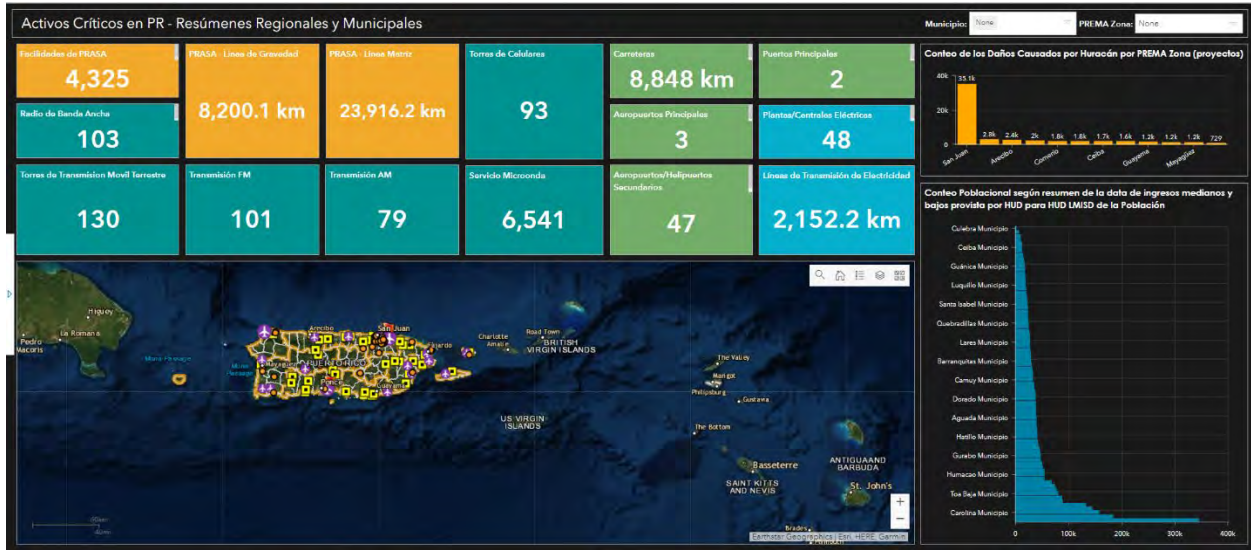 Activos Críticos en PR - Resúmenes Regionales y Municipales
Municipio: None
PREMA Zona: None
Facilidades de PRASA
4,325
PRASA - Linea de Gravedad
8,200.1 km
PRASA - Linea Matriz
23,916.2 km
Torres de Celulares
93
Carreteras
8,848 km
Puertos Principales
2
Radio de Banda Ancha
103
Aeropuertos Principales
3
Plantas/Centrales Eléctricas
48
Torres de Transmision Movil Terrestre
130
Transmisión FM
101
Transmisión AM
79
Servicio Microonda
6,541
Aeropuertos/Helipuertos
Secundarios
47
Líneas de Transmisión de Electricidad
2,152.2 km
Conteo de los Daños Causados por Huracán por PREMA Zona (proyectos)
40k
35.1k
20k
2.8k 2.4k 2k 1.8k 1.8k 1.7k 1.6k 1.2k 1.2k 1.2k 729
0
San Juan Arecibo Comerío Ceiba Guayama Mayagüez
Conteo Poblacional según resumen de la data de ingresos medianos y
bajos provista por HUD para HUD LMISD de la Población
Culebra Municipio
Ceiba Municipio
Guánica Municipio
Luquillo Municipio
Santa Isabel Municipio
Quebradillas Municipio
Lares Municipio
Barranquitas Municipio
Camuy Municipio
Dorado Municipio
Aguada Municipio
Hatillo Municipio
Gurabo Municipio
Humacao Municipio
Toa Baja Municipio
Carolina Municipio
0 100k 200k 300k 400k
Higuey
La Romana
Pedro
Macoris
Mona Passage
Mona
Passage
Arecibo
San Juan
Fajardo
Mayaguez
PUERTO RICO
Ponce
Guayama
Charlotte
Amalie
Road Town
BRITISH
VIRGIN ISLANDS
US VIRGIN
ISLANDS
The Valley
Marigot
Philipsburg
Gustavia
The Bottom
Basseterre
SAINT KITTS
AND NEVIS
ANTIGUA AND
BARBUDA
St. John's
Brades
+
−
Earthstar Geographics | Esri, HERE, Garmin